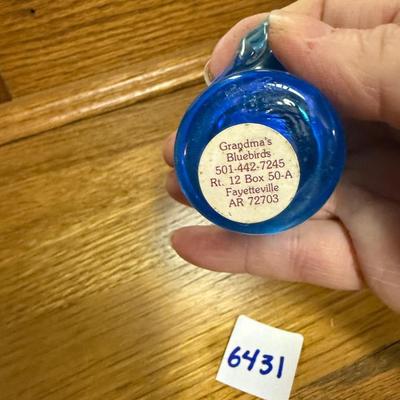 Grandma's
Bluebirds
501-442-7245
Rt. 12 Box 50-A
Fayetteville
AR 72703
6431